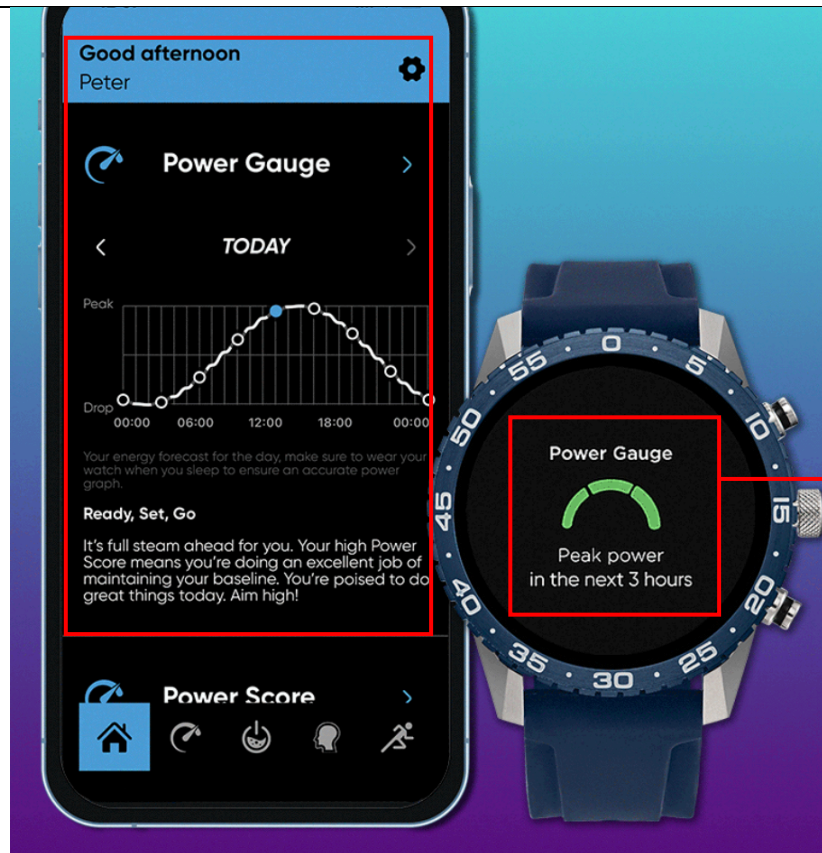 Good afternoon
Peter
Power Gauge
TODAY
Peak
Drop
00:00 06:00 12:00 18:00 00:00
Your energy forecast for the day, make sure to wear your
watch when you sleep to ensure an accurate power
graph.
Ready, Set, Go
It's full steam ahead for you. Your high Power
Score means you're doing an excellent job of
maintaining your baseline. You're poised to do
great things today. Aim high!
Power Score
0
5
10
15
20
25
30
35
40
45
50
55
Power Gauge
Peak power
in the next 3 hours